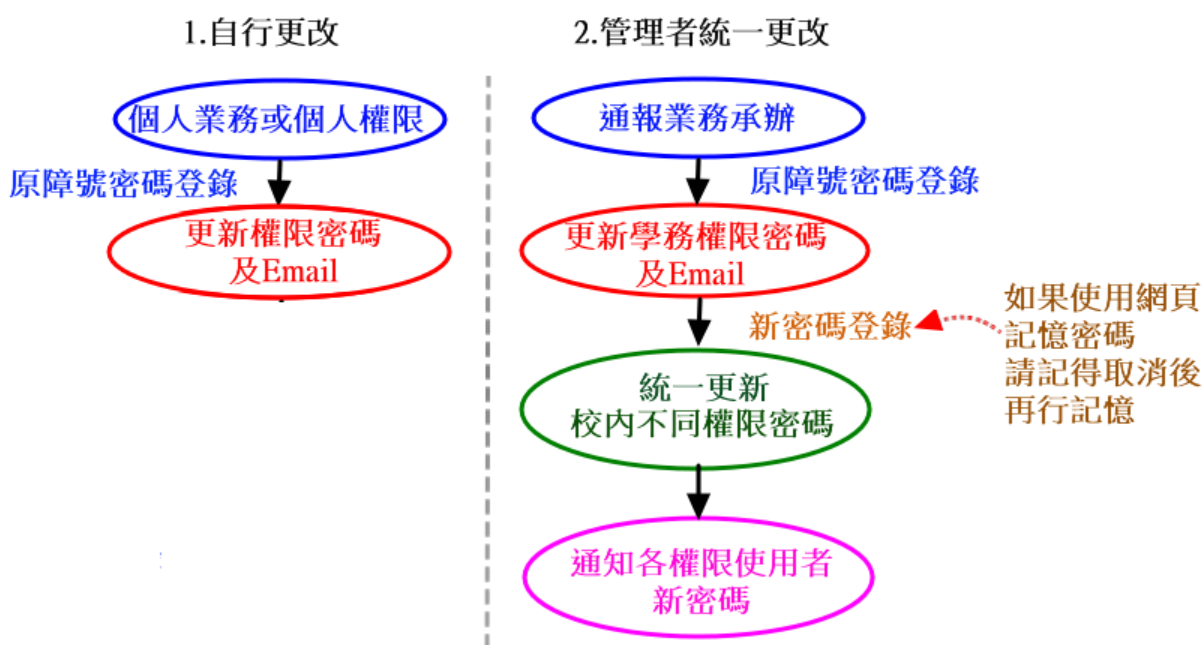 1.自行更改
個人業務或個人權限
原障號密碼登錄
更新權限密碼
及Email
2.管理者統一更改
通報業務承辦
原障號密碼登錄
更新學務權限密碼
及Email
新密碼登錄
如果使用網頁
記憶密碼
請記得取消後
再行記憶
統一更新
校內不同權限密碼
通知各權限使用者
新密碼